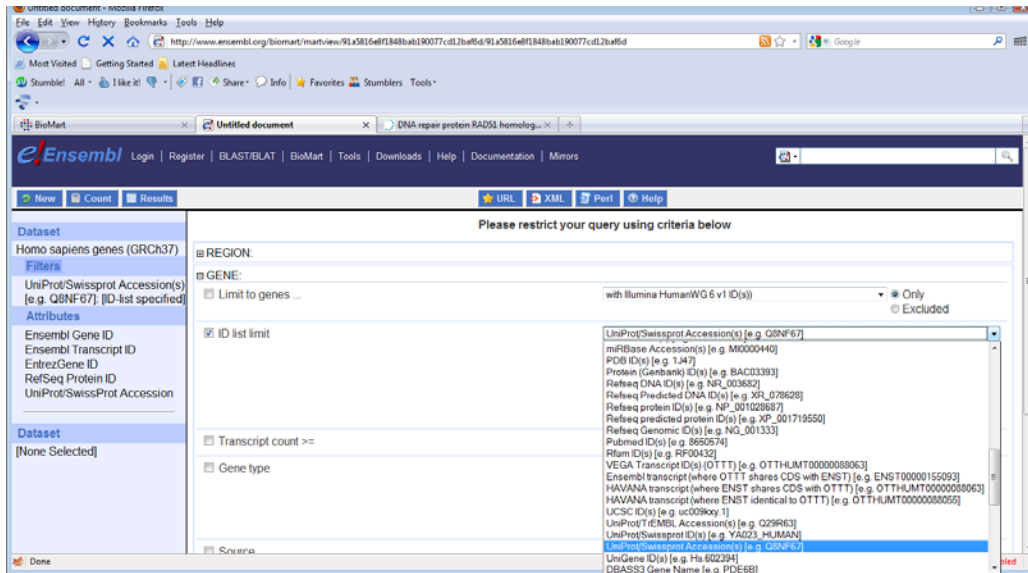 Untitled document - Mozilla Firefox
File Edit View History Bookmarks Tools Help
http://www.ensembl.org/biomart/martview/91a5816e8f1848bab190077cd12baf6d/91a5816e8f1848bab190077cd12baf6d
Google
Most Visited Getting Started Latest Headlines
Stumble! All I like it! Share Info Favorites Stumblers Tools
BioMart Untitled document DNA repair protein RAD51 homolog...
e!Ensembl Login | Register | BLAST/BLAT | BioMart | Tools | Downloads | Help | Documentation | Mirrors
New Count Results URL XML Perl Help
Please restrict your query using criteria below
Dataset
Homo sapiens genes (GRCh37)
Filters
UniProt/Swissprot Accession(s)
[e.g. Q8NF67]: [ID-list specified]
Attributes
Ensembl Gene ID
Ensembl Transcript ID
EntrezGene ID
RefSeq Protein ID
UniProt/SwissProt Accession
Dataset
[None Selected]
REGION:
GENE:
Limit to genes ...
with Illumina HumanWG 6 v1 ID(s))
Only
Excluded
ID list limit
UniProt/Swissprot Accession(s) [e.g. Q8NF67]
miRBase Accession(s) [e.g. MI0000440]
PDB ID(s) [e.g. 1J47]
Protein (Genbank) ID(s) [e.g. BAC03393]
Refseq DNA ID(s) [e.g. NR_003682]
Refseq Predicted DNA ID(s) [e.g. XR_078628]
Refseq protein ID(s) [e.g. NP_001028687]
Refseq predicted protein ID(s) [e.g. XP_001719550]
Refseq Genomic ID(s) [e.g. NG_001333]
Pubmed ID(s) [e.g. 8650574]
Rfam ID(s) [e.g. RF00432]
VEGA Transcript ID(s) (OTTT) [e.g. OTTHUMT00000088063]
Ensembl transcript (where OTTT shares CDS with ENST) [e.g. ENST00000155093]
HAVANA transcript (where ENST shares CDS with OTTT) [e.g. OTTHUMT00000088063]
HAVANA transcript (where ENST identical to OTTT) [e.g. OTTHUMT00000088055]
UCSC ID(s) [e.g. uc009kxy.1]
UniProt/TrEMBL Accession(s) [e.g. Q29R63]
UniProt/Swissprot ID(s) [e.g. YA023_HUMAN]
UniProt/Swissprot Accession(s) [e.g. Q8NF67]
UniGene ID(s) [e.g. Hs.602394]
DBASS3 Gene Name [e.g. PDE6B]
Transcript count >=
Gene type
Source
Done